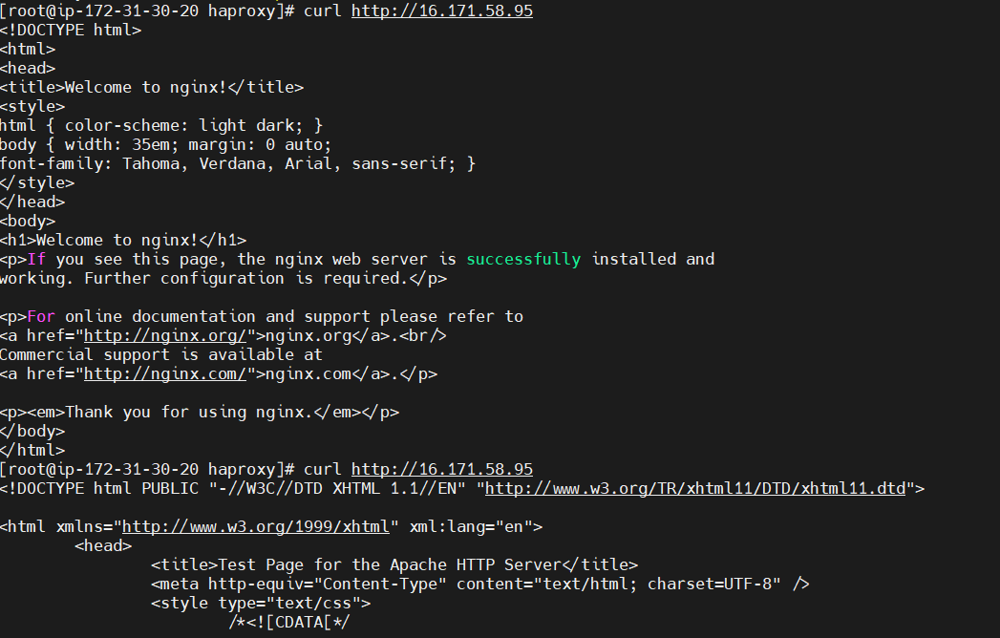 [root@ip-172-31-30-20 haproxy]# curl http://16.171.58.95
<!DOCTYPE html>
<html>
<head>
<title>Welcome to nginx!</title>
<style>
html { color-scheme: light dark; }
body { width: 35em; margin: 0 auto;
font-family: Tahoma, Verdana, Arial, sans-serif; }
</style>
</head>
<body>
<h1>Welcome to nginx!</h1>
<p>If you see this page, the nginx web server is successfully installed and
working. Further configuration is required.</p>

<p>For online documentation and support please refer to
<a href="http://nginx.org/">nginx.org</a>.<br/>
Commercial support is available at
<a href="http://nginx.com/">nginx.com</a>.</p>

<p><em>Thank you for using nginx.</em></p>
</body>
</html>
[root@ip-172-31-30-20 haproxy]# curl http://16.171.58.95
<!DOCTYPE html PUBLIC "-//W3C//DTD XHTML 1.1//EN" "http://www.w3.org/TR/xhtml11/DTD/xhtml11.dtd">

<html xmlns="http://www.w3.org/1999/xhtml" xml:lang="en">
        <head>
                <title>Test Page for the Apache HTTP Server</title>
                <meta http-equiv="Content-Type" content="text/html; charset=UTF-8" />
                <style type="text/css">
                        /*<![CDATA[*/